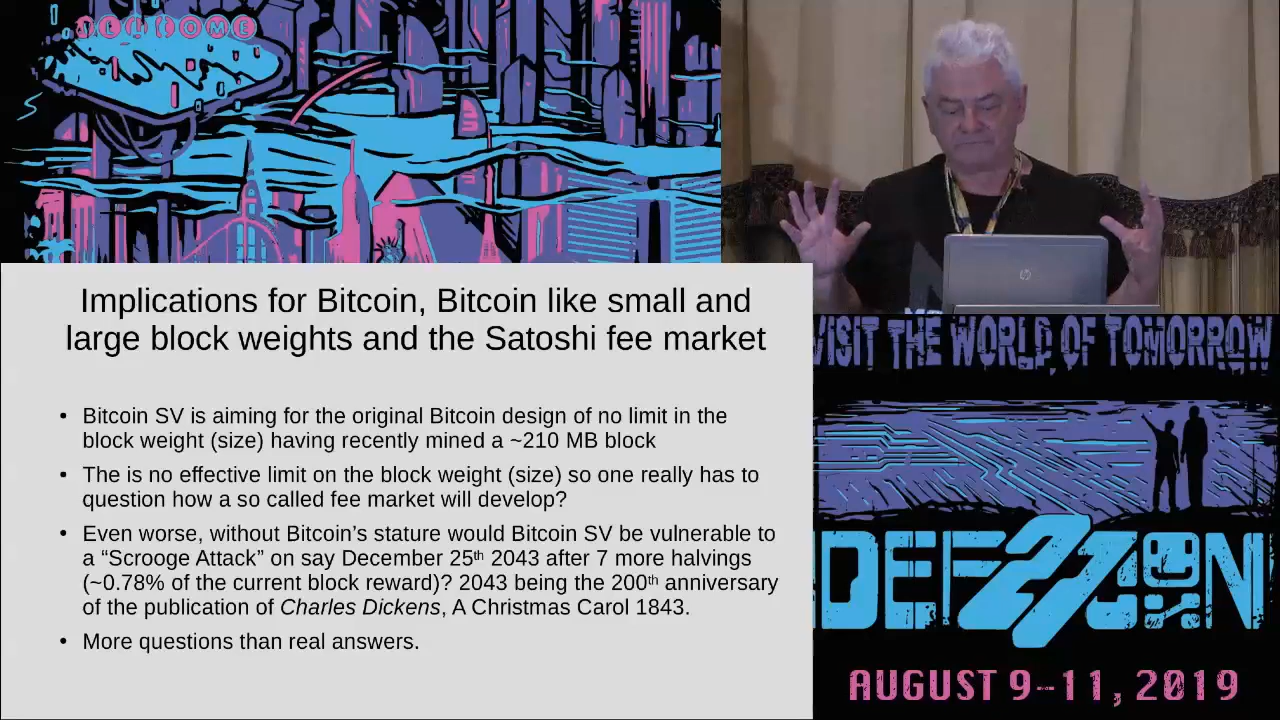 WELCOME
Implications for Bitcoin, Bitcoin like small and
large block weights and the Satoshi fee market
• Bitcoin SV is aiming for the original Bitcoin design of no limit in the
block weight (size) having recently mined a ~210 MB block
• The is no effective limit on the block weight (size) so one really has to
question how a so called fee market will develop?
• Even worse, without Bitcoin’s stature would Bitcoin SV be vulnerable to
a “Scrooge Attack” on say December 25th 2043 after 7 more halvings
(~0.78% of the current block reward)? 2043 being the 200th anniversary
of the publication of Charles Dickens, A Christmas Carol 1843.
• More questions than real answers.
hp
VISIT THE WORLD OF TOMORROW
DEF CON
27
AUGUST 9--11, 2019